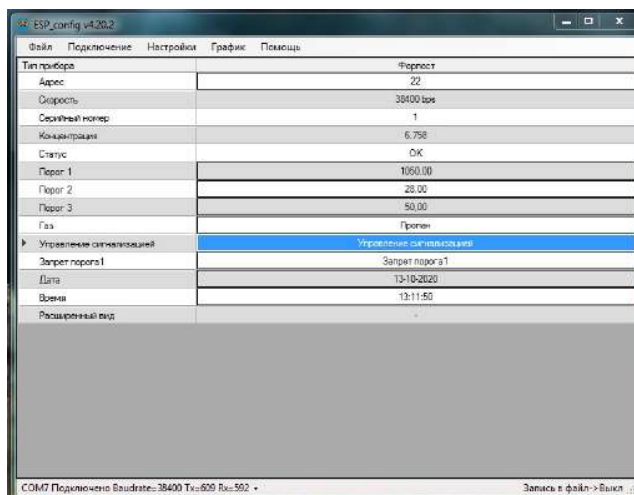 ESP_config v4.20.2
Файл Подключение Настройки График Помощь
Тип прибора Форпост
Адрес 22
Скорость 38400 bps
Серийный номер 1
Концентрация 6.758
Статус OK
Порог 1 1050.00
Порог 2 28,00
Порог 3 50,00
Газ Пропан
Управление сигнализацией Управление сигнализацией
Запрет порога1 Запрет порога1
Дата 13-10-2020
Время 13:11:50
Расширенный вид -
COM7 Подключено Baudrate=38400 Tx=609 Rx=592 Запись в файл->Выкл